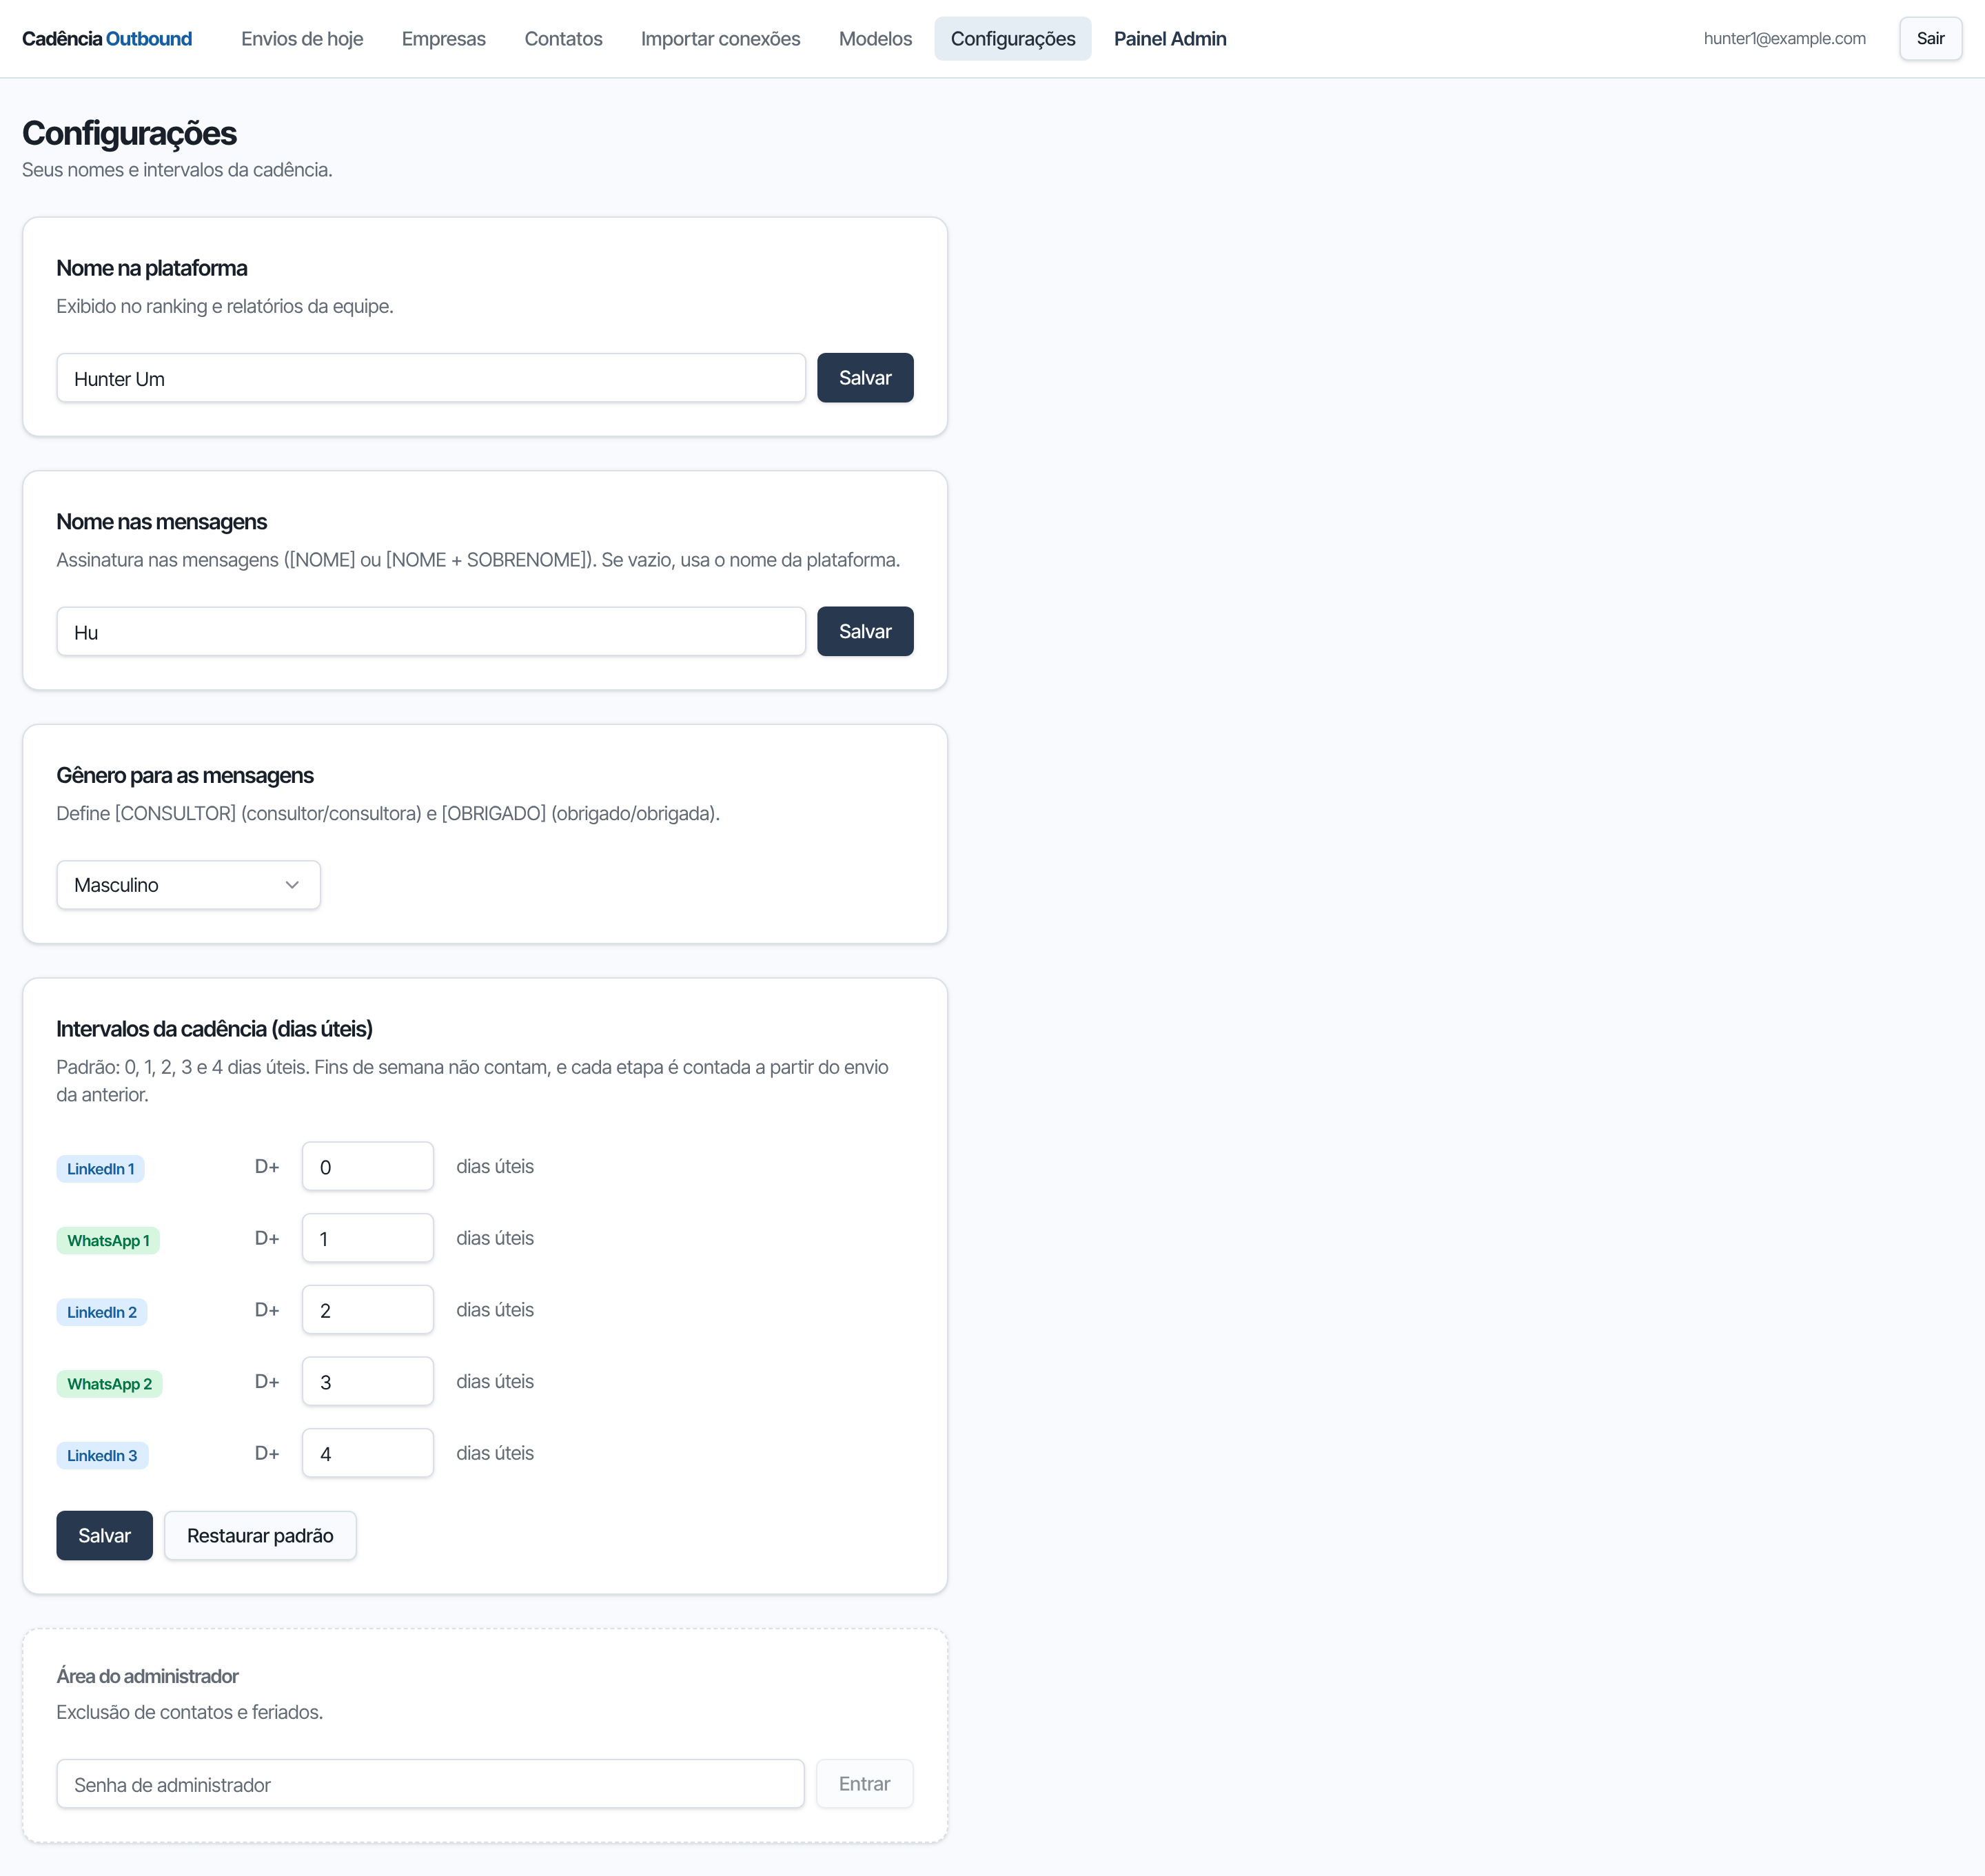 Cadência Outbound Envios de hoje Empresas Contatos Importar conexões Modelos Configurações Painel Admin hunter1@example.com Sair
Configurações
Seus nomes e intervalos da cadência.
Nome na plataforma
Exibido no ranking e relatórios da equipe.
Hunter Um Salvar
Nome nas mensagens
Assinatura nas mensagens ([NOME] ou [NOME + SOBRENOME]). Se vazio, usa o nome da plataforma.
Hu Salvar
Gênero para as mensagens
Define [CONSULTOR] (consultor/consultora) e [OBRIGADO] (obrigado/obrigada).
Masculino
Intervalos da cadência (dias úteis)
Padrão: 0, 1, 2, 3 e 4 dias úteis. Fins de semana não contam, e cada etapa é contada a partir do envio
da anterior.
LinkedIn 1 D+ 0 dias úteis
WhatsApp 1 D+ 1 dias úteis
LinkedIn 2 D+ 2 dias úteis
WhatsApp 2 D+ 3 dias úteis
LinkedIn 3 D+ 4 dias úteis
Salvar Restaurar padrão
Área do administrador
Exclusão de contatos e feriados.
Senha de administrador Entrar